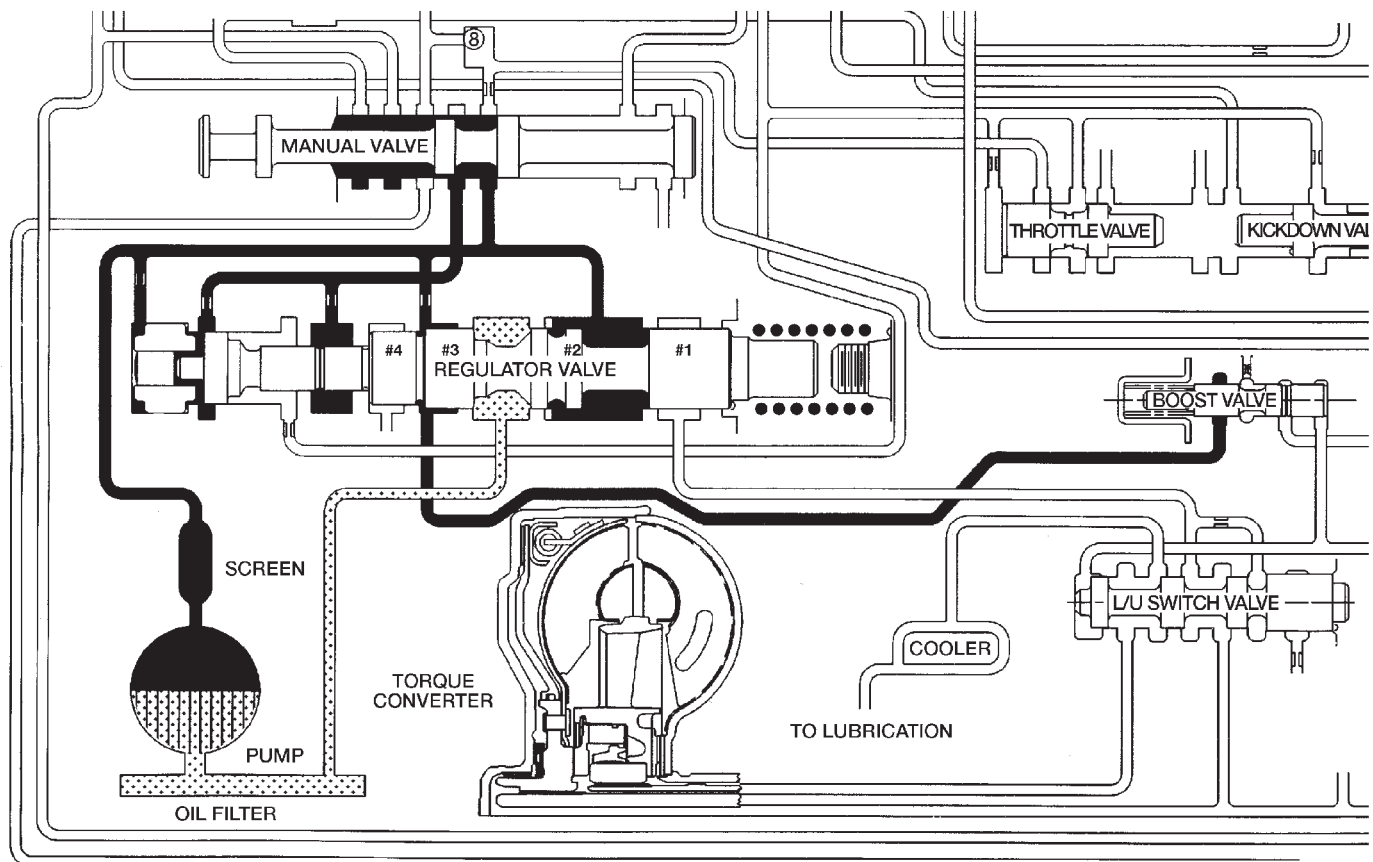 8
MANUAL VALVE
THROTTLE VALVE
KICKDOWN VAL
#4
#3
#2
#1
REGULATOR VALVE
BOOST VALVE
SCREEN
L/U SWITCH VALVE
COOLER
TORQUE
CONVERTER
TO LUBRICATION
PUMP
OIL FILTER